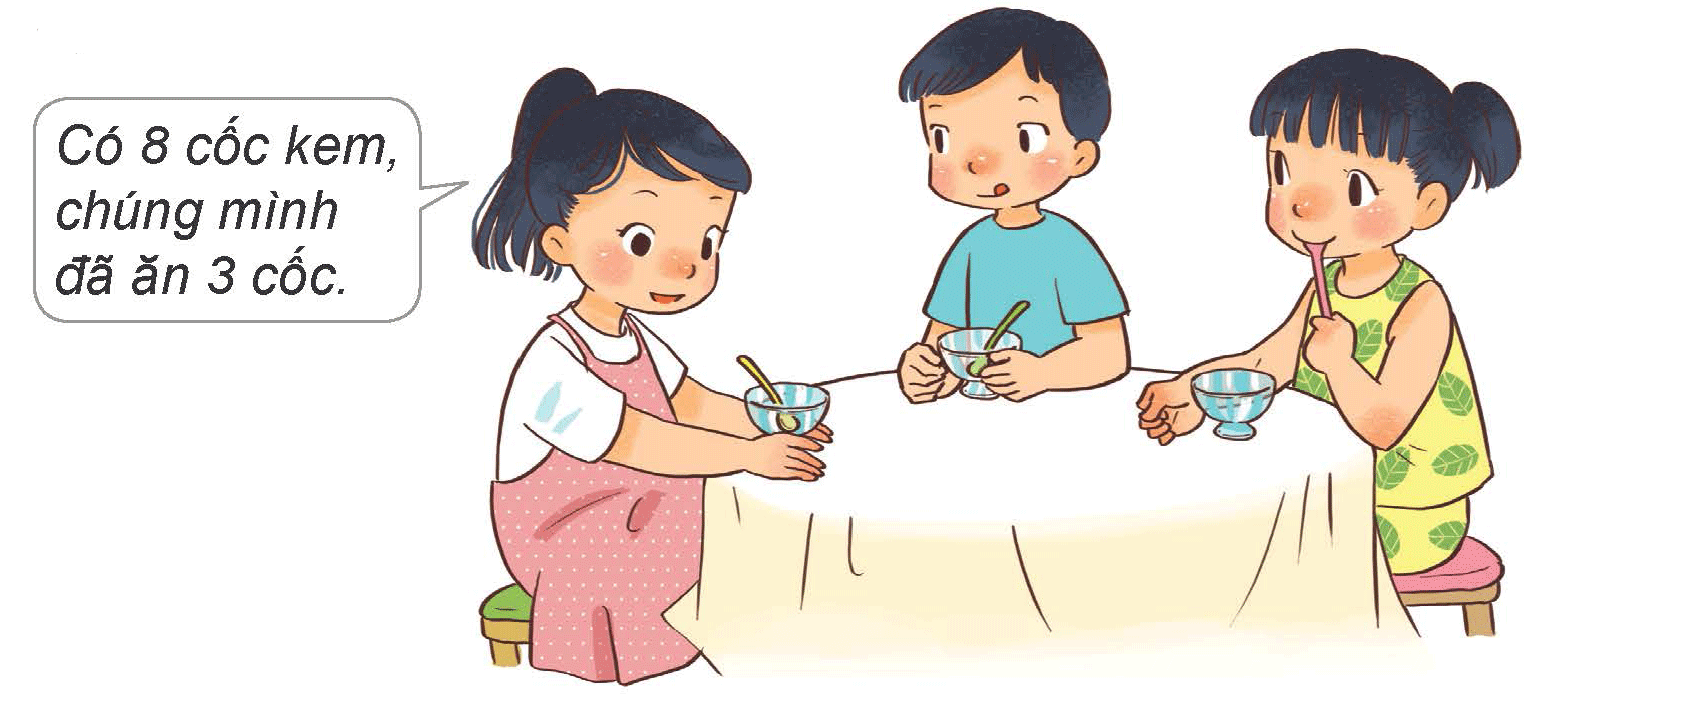 Có 8 cốc kem,
chúng mình
đã ăn 3 cốc.